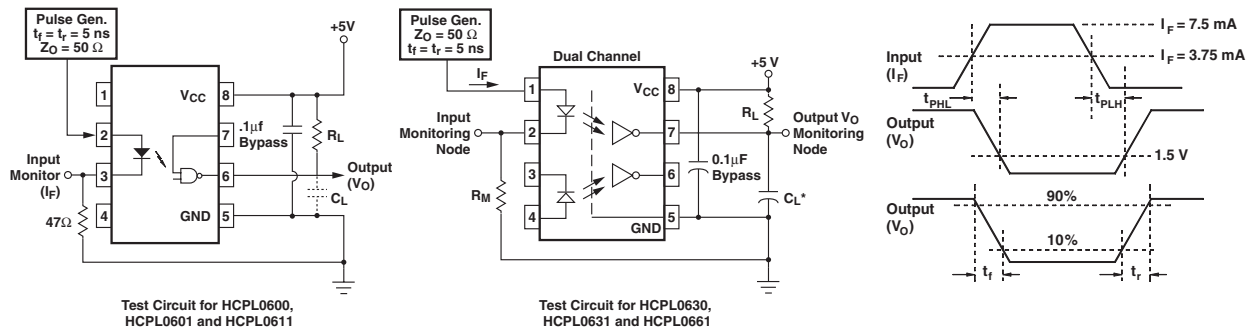 Pulse Gen.
tf = tr = 5 ns
ZO = 50 Ω
+5V
1
VCC
8
2
7
.1μf
Bypass
RL
Input
Monitor
(IF)
3
6
Output
(VO)
CL
4
GND
5
47Ω
Test Circuit for HCPL0600,
HCPL0601 and HCPL0611
Pulse Gen.
ZO = 50 Ω
tf = tr = 5 ns
Dual Channel
+5 V
IF
1
VCC
8
RL
Input
Monitoring
Node
2
7
Output VO
Monitoring
Node
3
6
0.1μF
Bypass
RM
CL*
4
5
GND
Test Circuit for HCPL0630,
HCPL0631 and HCPL0661
IF = 7.5 mA
Input
(IF)
IF = 3.75 mA
tPHL
tPLH
Output
(VO)
1.5 V
90%
Output
(VO)
10%
tf
tr